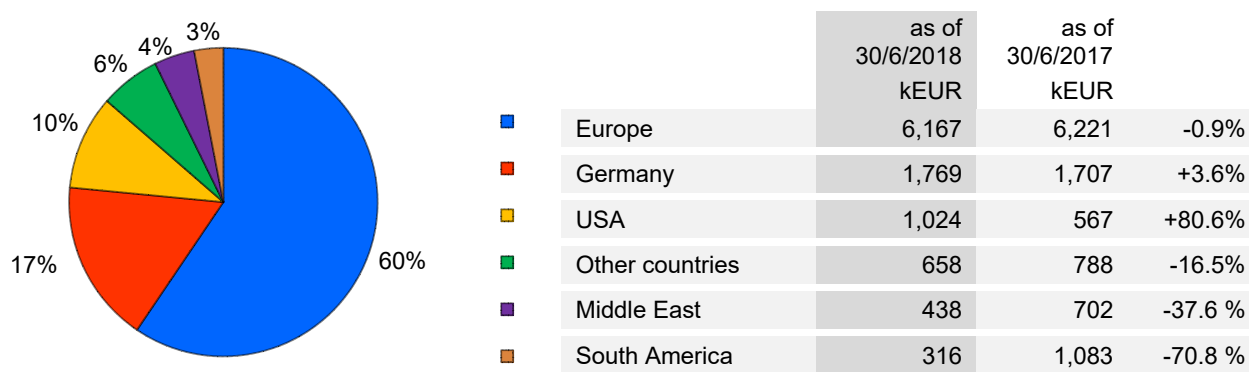 3%
4%
6%
10%
17%
60%
as of as of
30/6/2018 30/6/2017
kEUR kEUR
Europe 6,167 6,221 -0.9%
Germany 1,769 1,707 +3.6%
USA 1,024 567 +80.6%
Other countries 658 788 -16.5%
Middle East 438 702 -37.6 %
South America 316 1,083 -70.8 %